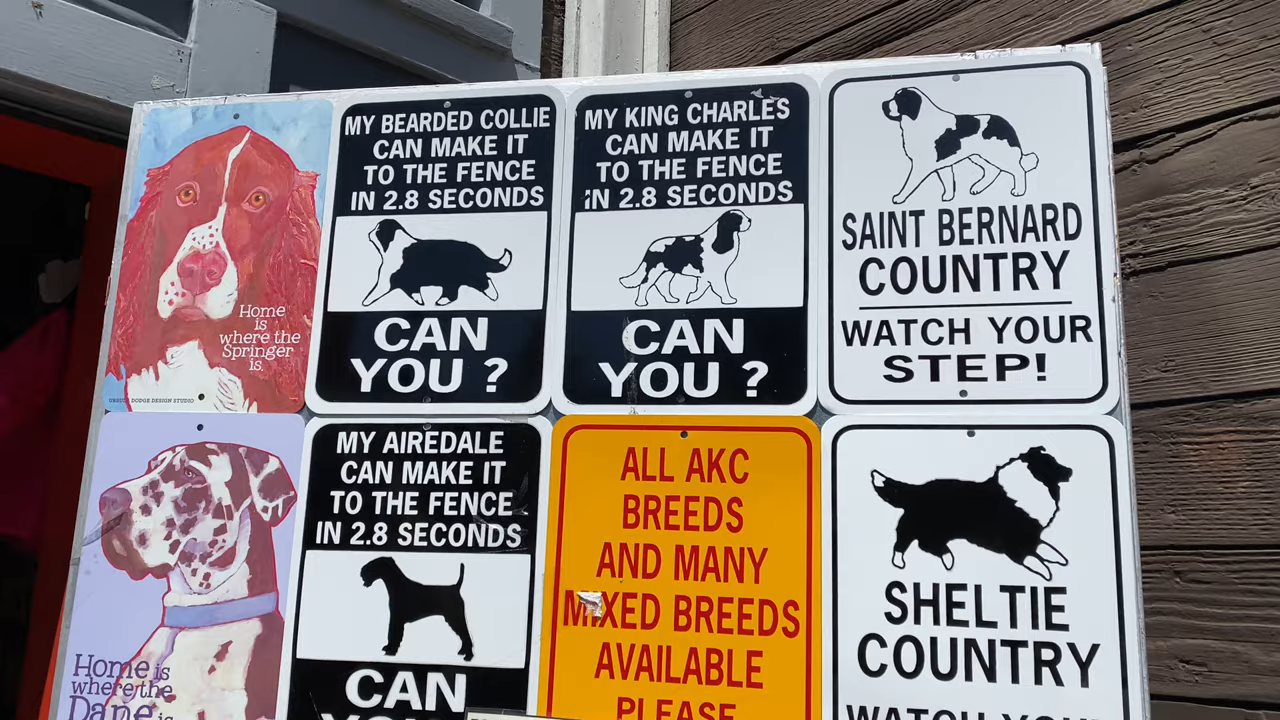 Home
is
where the
Springer
is.
URSULA DODGE DESIGN STUDIO
MY BEARDED COLLIE
CAN MAKE IT
TO THE FENCE
IN 2.8 SECONDS
CAN
YOU ?
MY KING CHARLES
CAN MAKE IT
TO THE FENCE
IN 2.8 SECONDS
CAN
YOU ?
SAINT BERNARD
COUNTRY
WATCH YOUR
STEP!
Home is
where the
Dane is
MY AIREDALE
CAN MAKE IT
TO THE FENCE
IN 2.8 SECONDS
CAN
YOU
ALL AKC
BREEDS
AND MANY
MIXED BREEDS
AVAILABLE
PLEASE
SHELTIE
COUNTRY
WATCH YOUR